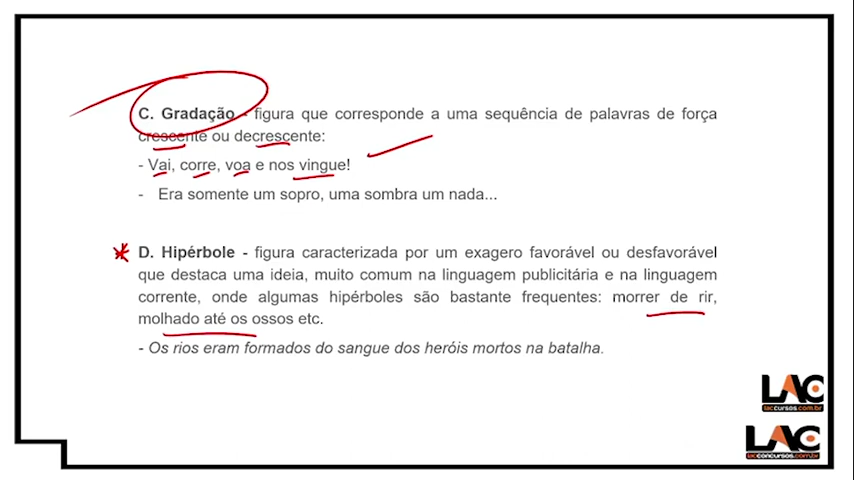 C. Gradação - figura que corresponde a uma sequência de palavras de força
crescente ou decrescente:
- Vai, corre, voa e nos vingue!
- Era somente um sopro, uma sombra um nada...
D. Hipérbole - figura caracterizada por um exagero favorável ou desfavorável
que destaca uma ideia, muito comum na linguagem publicitária e na linguagem
corrente, onde algumas hipérboles são bastante frequentes: morrer de rir,
molhado até os ossos etc.
- Os rios eram formados do sangue dos heróis mortos na batalha.
LAC
laccursos.com.br
LAC
lacconcursos.com.br